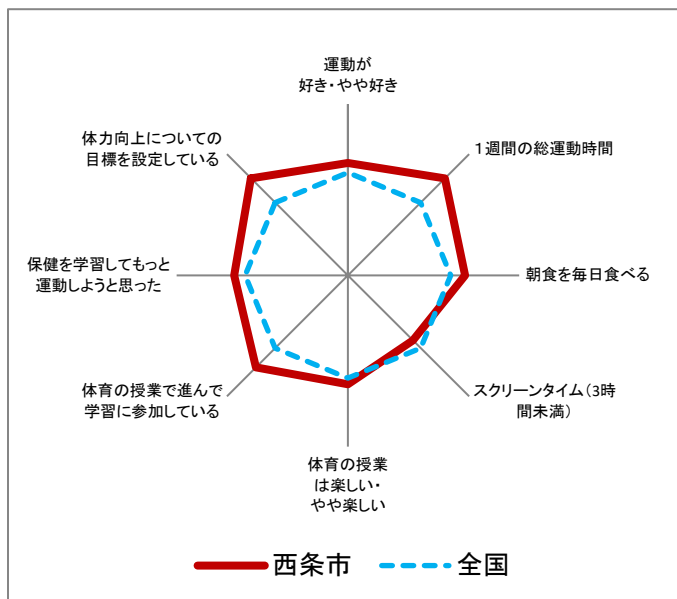 運動が
好き・やや好き
1週間の総運動時間
朝食を毎日食べる
スクリーンタイム(3時
間未満)
体育の授業
は楽しい・
やや楽しい
体育の授業で進んで
学習に参加している
保健を学習してもっと
運動しようと思った
体力向上についての
目標を設定している
西条市
全国